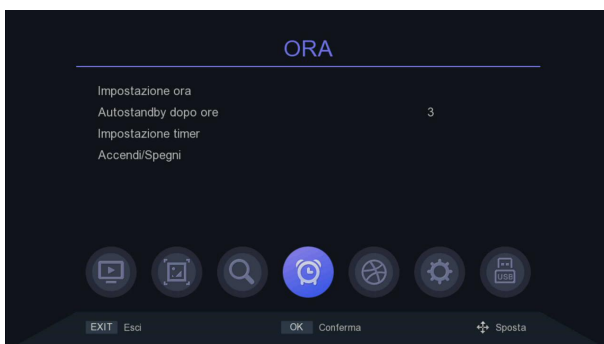 ORA
Impostazione ora
Autostandby dopo ore 3
Impostazione timer
Accendi/Spegni
USB
EXIT Esci OK Conferma Sposta